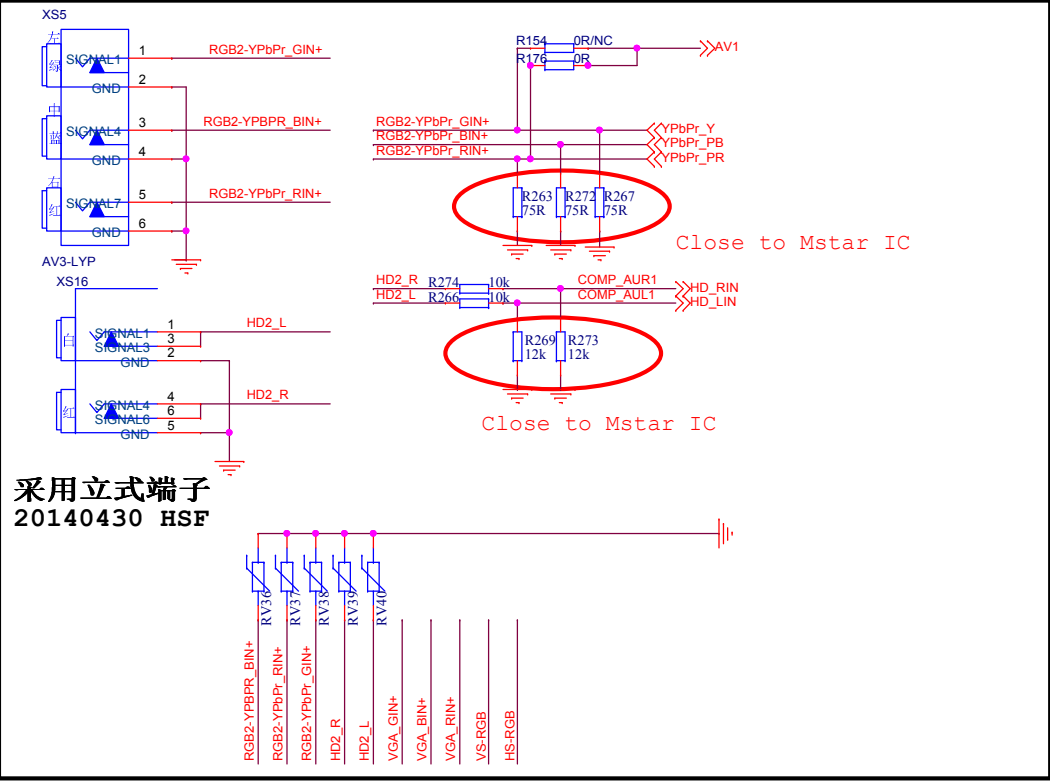 XS5
左
绿
SIGNAL1
1
RGB2-YPbPr_GIN+
GND
2
中
蓝
SIGNAL4
3
RGB2-YPBPR_BIN+
GND
4
右
红
SIGNAL7
5
RGB2-YPbPr_RIN+
GND
6
AV3-LYP
R154
0R/NC
R176
0R
AV1
RGB2-YPbPr_GIN+
YPbPr_Y
RGB2-YPbPr_BIN+
YPbPr_PB
RGB2-YPbPr_RIN+
YPbPr_PR
R263
75R
R272
75R
R267
75R
Close to Mstar IC
XS16
白
SIGNAL1
1
HD2_L
SIGNAL3
3
GND
2
红
SIGNAL4
4
HD2_R
SIGNAL6
6
GND
5
HD2_R
R274
10k
COMP_AUR1
HD_RIN
HD2_L
R266
10k
COMP_AUL1
HD_LIN
R269
12k
R273
12k
Close to Mstar IC
采用立式端子
20140430 HSF
RV36
RV37
RV38
RV39
RV40
RGB2-YPBPR_BIN+
RGB2-YPbPr_RIN+
RGB2-YPbPr_GIN+
HD2_R
HD2_L
VGA_GIN+
VGA_BIN+
VGA_RIN+
VS-RGB
HS-RGB